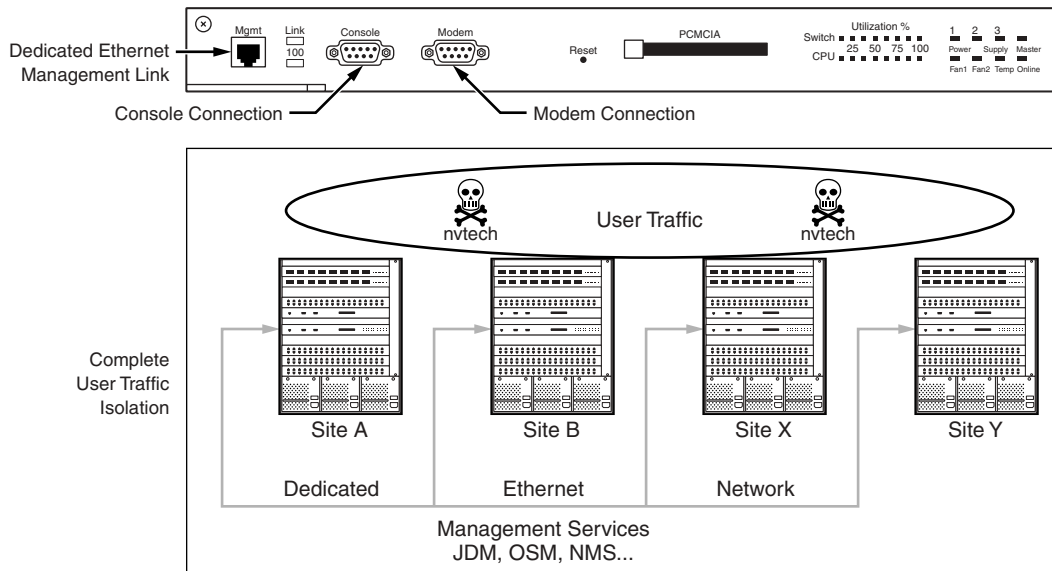 Mgmt
Link
100
Console
Modem
Reset
PCMCIA
Utilization %
Switch
25 50 75 100
CPU
1 2 3
Power Supply Master
Fan1 Fan2 Temp Online
Dedicated Ethernet
Management Link
Console Connection
Modem Connection
User Traffic
nvtech
nvtech
Complete
User Traffic
Isolation
Site A
Site B
Site X
Site Y
Dedicated
Ethernet
Network
Management Services
JDM, OSM, NMS...